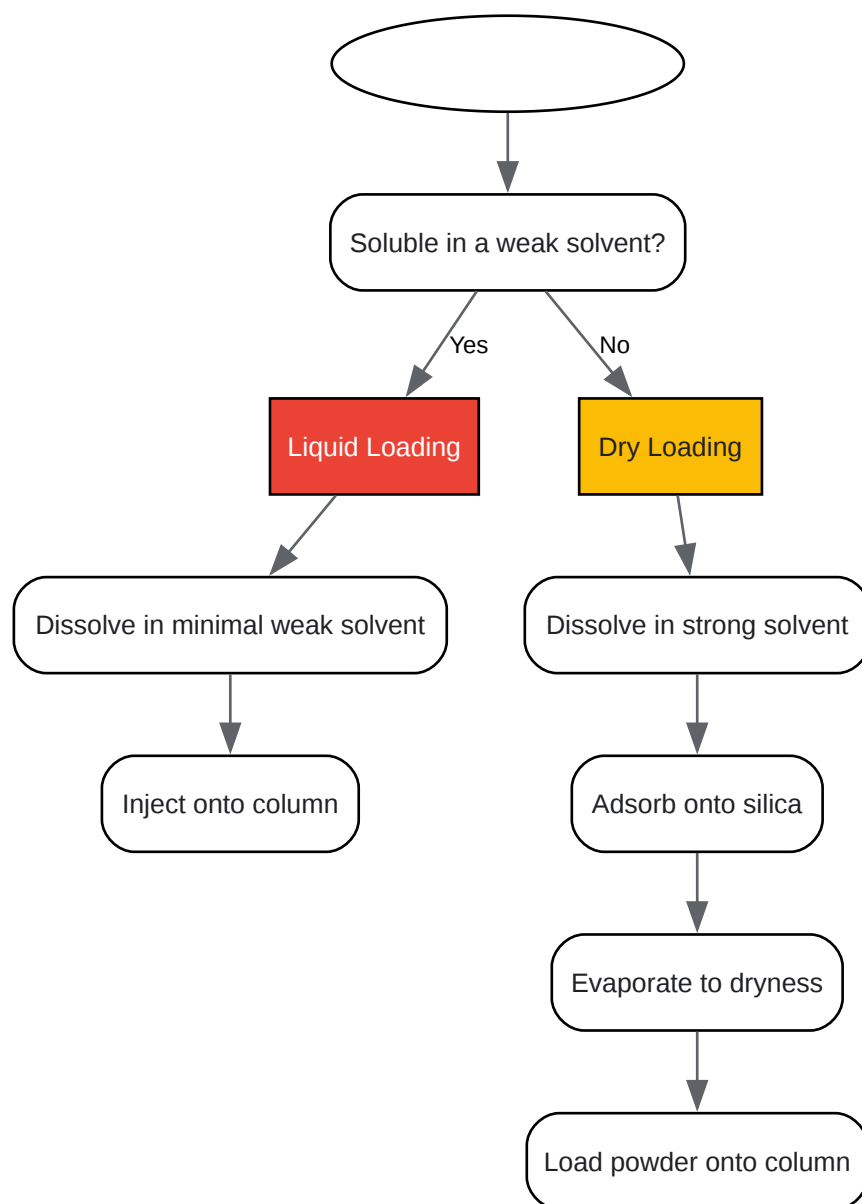 Soluble in a weak solvent?
Yes
No
Liquid Loading
Dry Loading
Dissolve in minimal weak solvent
Dissolve in strong solvent
Inject onto column
Adsorb onto silica
Evaporate to dryness
Load powder onto column